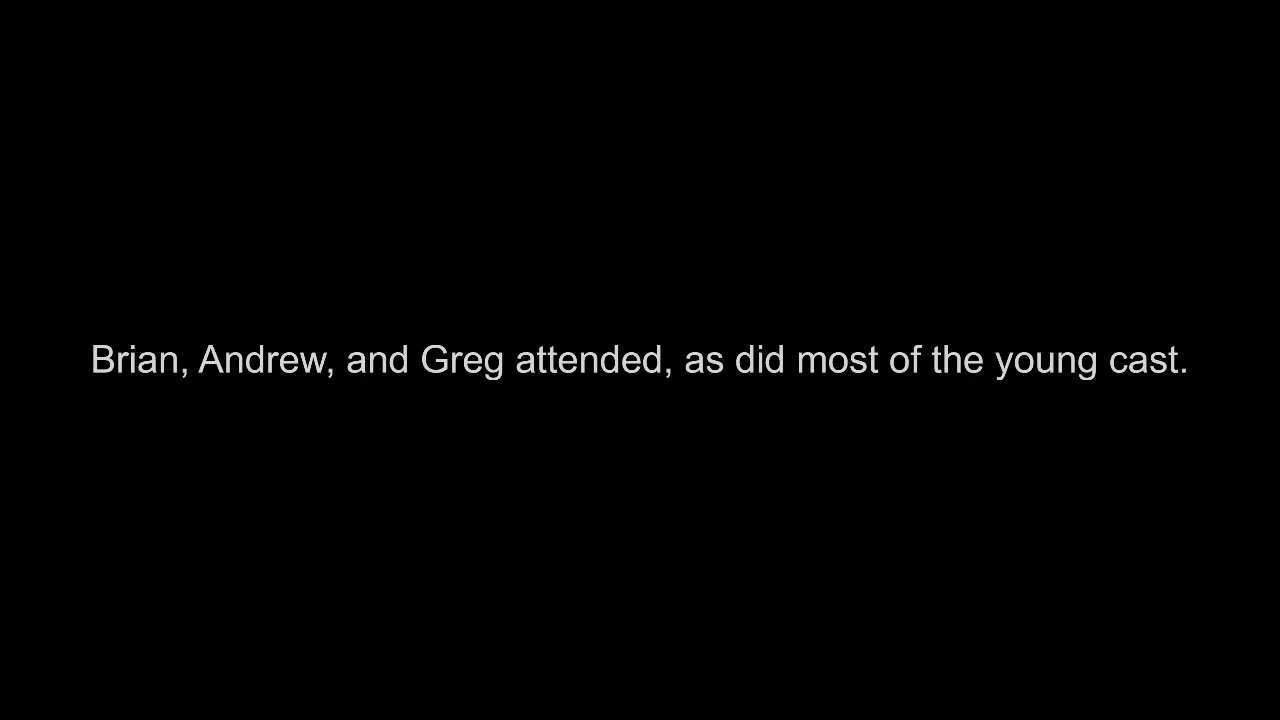 Brian, Andrew, and Greg attended, as did most of the young cast.